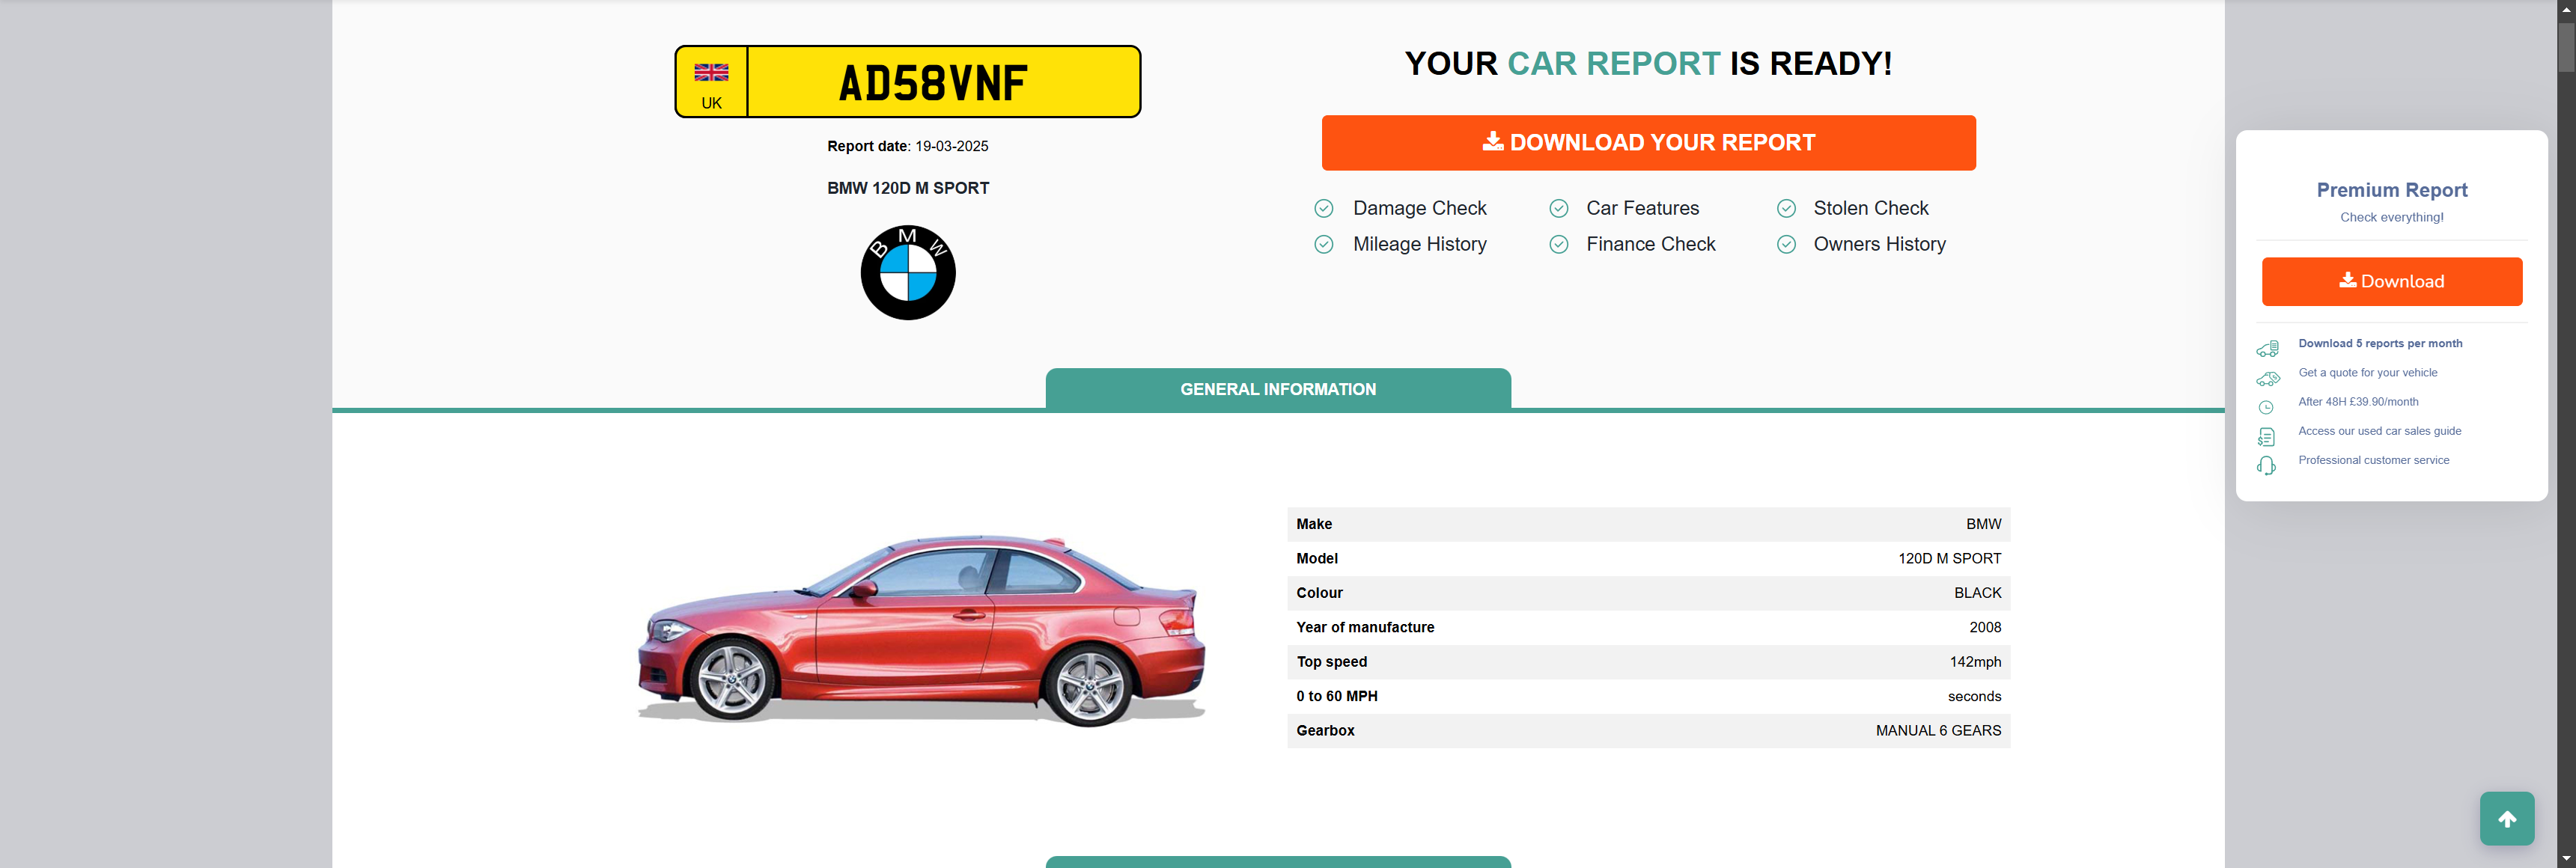 UK
AD58VNF
Report date: 19-03-2025
BMW 120D M SPORT
BMW
YOUR CAR REPORT IS READY!
DOWNLOAD YOUR REPORT
Damage Check
Car Features
Stolen Check
Mileage History
Finance Check
Owners History
GENERAL INFORMATION
Make BMW
Model 120D M SPORT
Colour BLACK
Year of manufacture 2008
Top speed 142mph
0 to 60 MPH seconds
Gearbox MANUAL 6 GEARS
Premium Report
Check everything!
Download
Download 5 reports per month
Get a quote for your vehicle
After 48H £39.90/month
Access our used car sales guide
Professional customer service